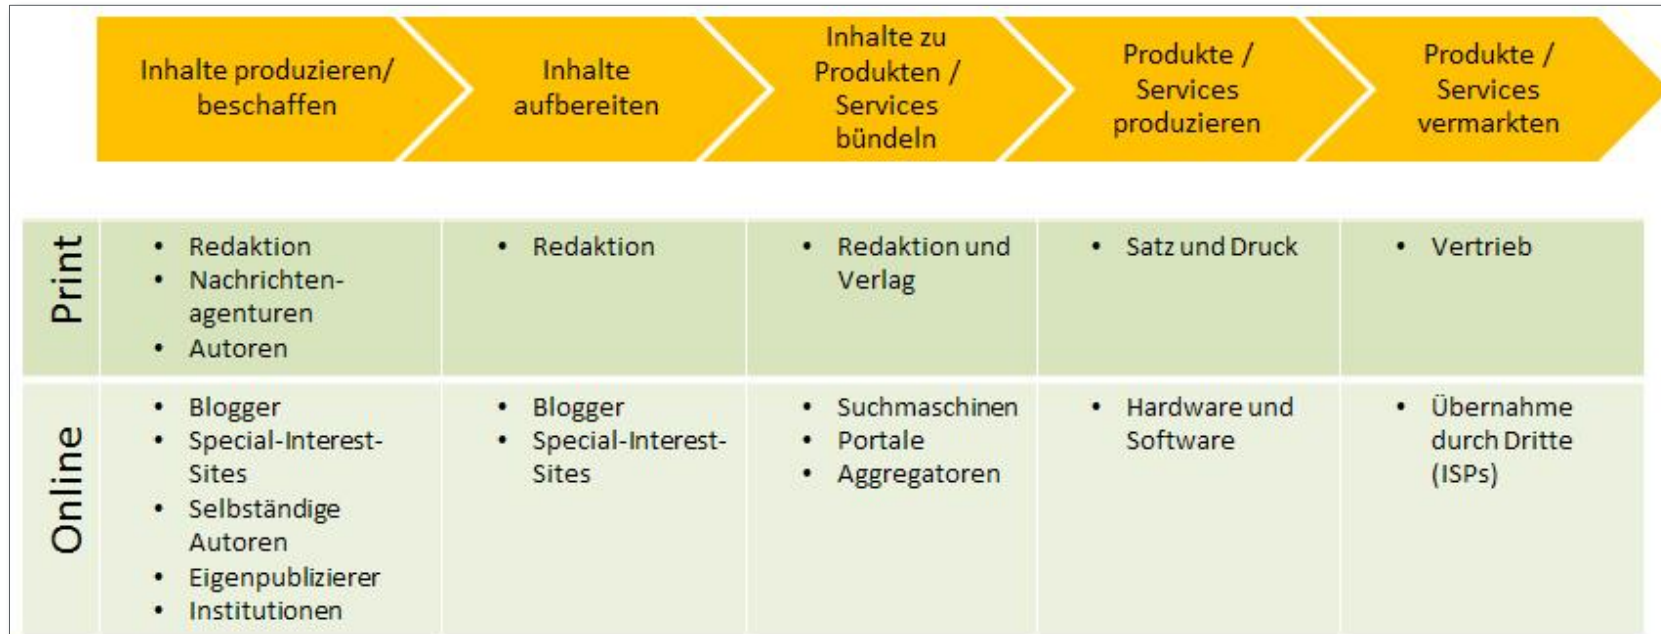 Inhalte produzieren/
beschaffen
Inhalte
aufbereiten
Inhalte zu
Produkten /
Services
bündeln
Produkte /
Services
produzieren
Produkte /
Services
vermarkten
Print
• Redaktion
• Nachrichten-
agenturen
• Autoren
• Redaktion
• Redaktion und
Verlag
• Satz und Druck
• Vertrieb
Online
• Blogger
• Special-Interest-
Sites
• Selbständige
Autoren
• Eigenpublizierer
• Institutionen
• Blogger
• Special-Interest-
Sites
• Suchmaschinen
• Portale
• Aggregatoren
• Hardware und
Software
• Übernahme
durch Dritte
(ISPs)